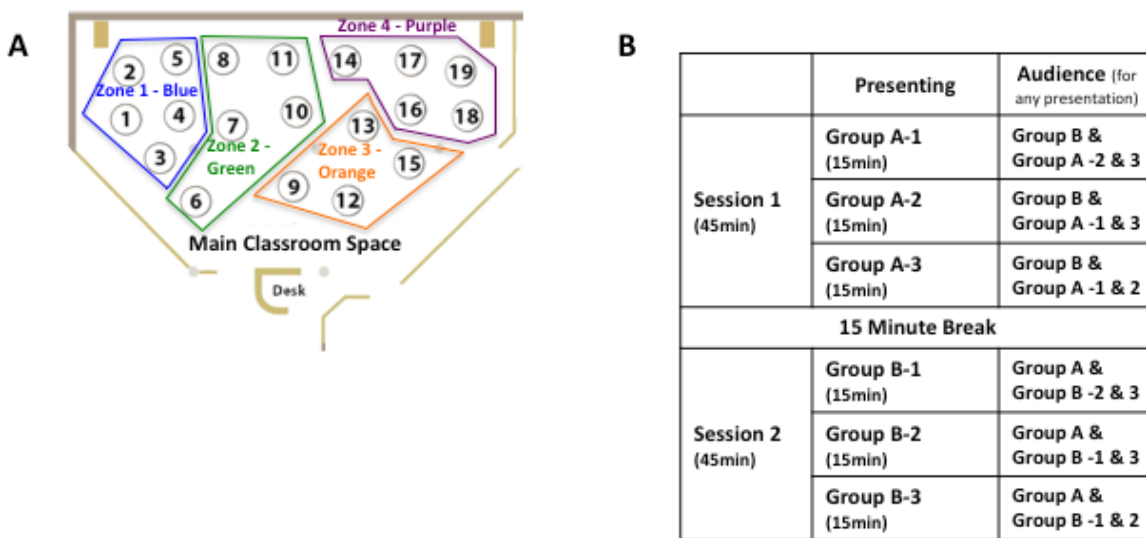 A
Zone 4 - Purple
2
5
8
11
14
17
19
Zone 1 - Blue
1
4
7
10
16
18
13
3
Zone 2 -
Green
Zone 3 -
Orange
15
9
12
6
Main Classroom Space
Desk
B
Presenting
Audience (for
any presentation)
Session 1
(45min)
Group A-1
(15min)
Group B &
Group A -2 & 3
Group A-2
(15min)
Group B &
Group A -1 & 3
Group A-3
(15min)
Group B &
Group A -1 & 2
15 Minute Break
Session 2
(45min)
Group B-1
(15min)
Group A &
Group B -2 & 3
Group B-2
(15min)
Group A &
Group B -1 & 3
Group B-3
(15min)
Group A &
Group B -1 & 2